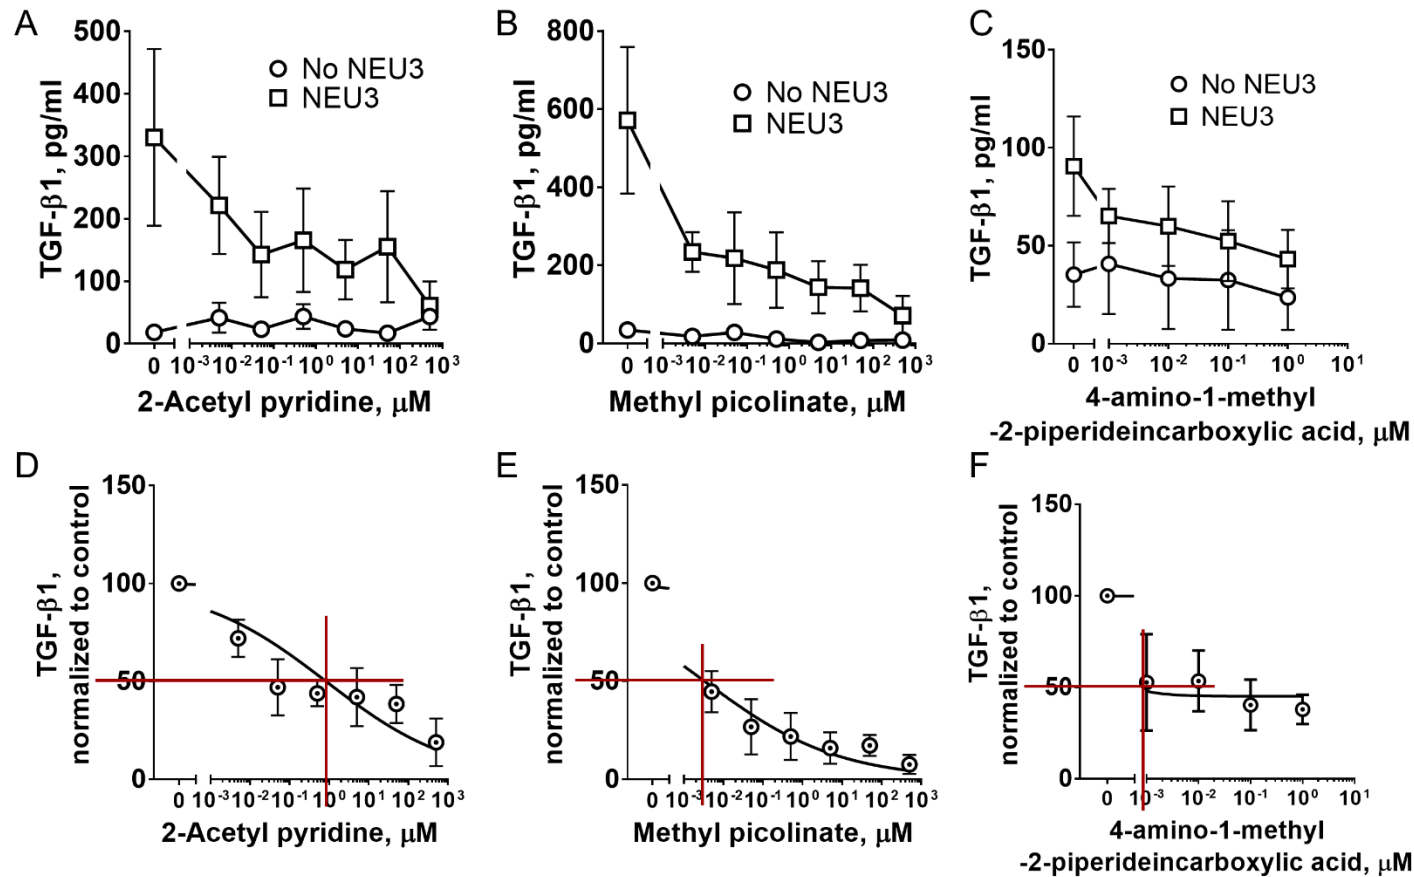 A
500
400
300
200
100
0
TGF-β1, pg/ml
No NEU3
NEU3
0 10⁻³ 10⁻² 10⁻¹ 10⁰ 10¹ 10² 10³
2-Acetyl pyridine, μM
B
800
600
400
200
0
TGF-β1, pg/ml
No NEU3
NEU3
0 10⁻³ 10⁻² 10⁻¹ 10⁰ 10¹ 10² 10³
Methyl picolinate, μM
C
150
100
50
0
TGF-β1, pg/ml
No NEU3
NEU3
0 10⁻³ 10⁻² 10⁻¹ 10⁰ 10¹
4-amino-1-methyl
-2-piperideincarboxylic acid, μM
D
150
100
50
0
TGF-β1,
normalized to control
0 10⁻³ 10⁻² 10⁻¹ 10⁰ 10¹ 10² 10³
2-Acetyl pyridine, μM
E
150
100
50
0
TGF-β1,
normalized to control
0 10⁻³ 10⁻² 10⁻¹ 10⁰ 10¹ 10² 10³
Methyl picolinate, μM
F
150
100
50
0
TGF-β1,
normalized to control
0 10⁻³ 10⁻² 10⁻¹ 10⁰ 10¹
4-amino-1-methyl
-2-piperideincarboxylic acid, μM